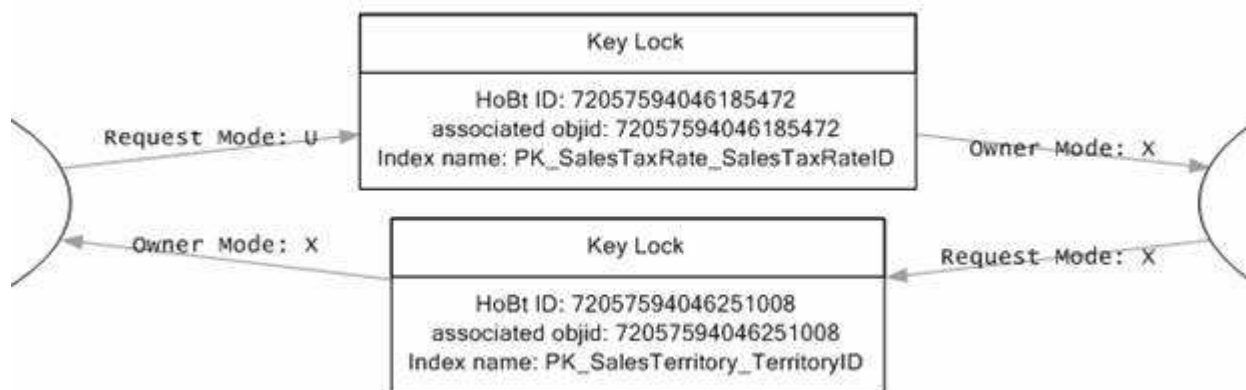 Key Lock
HoBt ID: 72057594046185472
associated objid: 72057594046185472
Index name: PK_SalesTaxRate_SalesTaxRateID
Request Mode: U
Owner Mode: X
Key Lock
HoBt ID: 72057594046251008
associated objid: 72057594046251008
Index name: PK_SalesTerritory_TerritoryID
Owner Mode: X
Request Mode: X